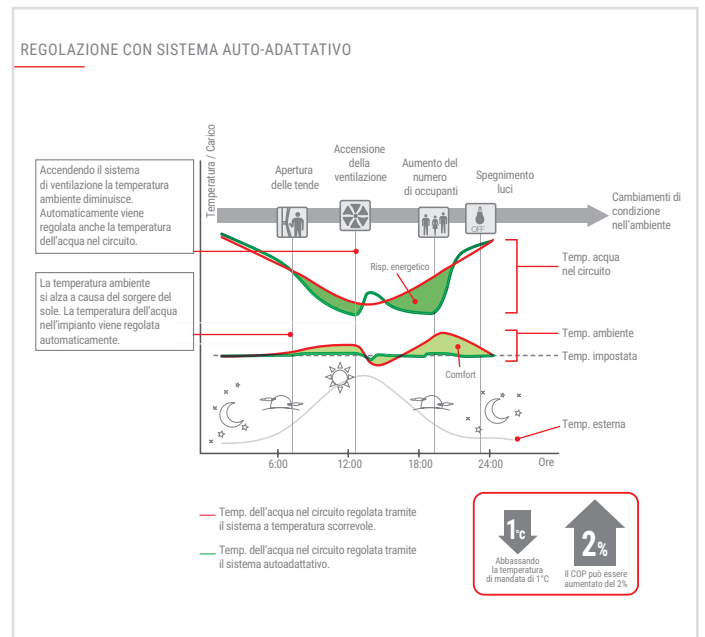 REGOLAZIONE CON SISTEMA AUTO-ADATTATIVO
Temperatura / Carico
Accendendo il sistema
di ventilazione la temperatura
ambiente diminuisce.
Automaticamente viene
regolata anche la temperatura
dell'acqua nel circuito.
Apertura
delle tende
Accensione
della
ventilazione
Aumento del
numero
di occupanti
Spegnimento
luci
OFF
Cambiamenti di
condizione
nell'ambiente
Risp. energetico
Temp. acqua
nel circuito
La temperatura ambiente
si alza a causa del sorgere del
sole. La temperatura dell'acqua
nell'impianto viene regolata
automaticamente.
Temp. ambiente
Temp. impostata
Comfort
Temp. esterna
6:00
12:00
18:00
24:00
Ore
Temp. dell'acqua nel circuito regolata tramite
il sistema a temperatura scorrevole.
Temp. dell'acqua nel circuito regolata tramite
il sistema autoadattativo.
1°C
Abbassando
la temperatura
di mandata di 1°C
2%
Il COP può essere
aumentato del 2%